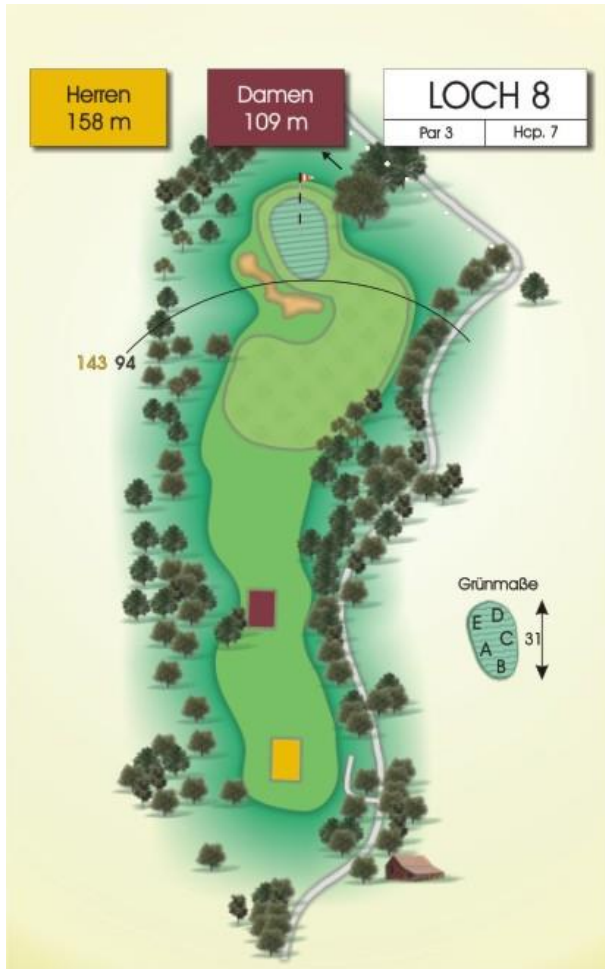 Herren
158 m
Damen
109 m
LOCH 8
Par 3
Hcp. 7
143 94
Grünmaße
E D
C
A
B
31